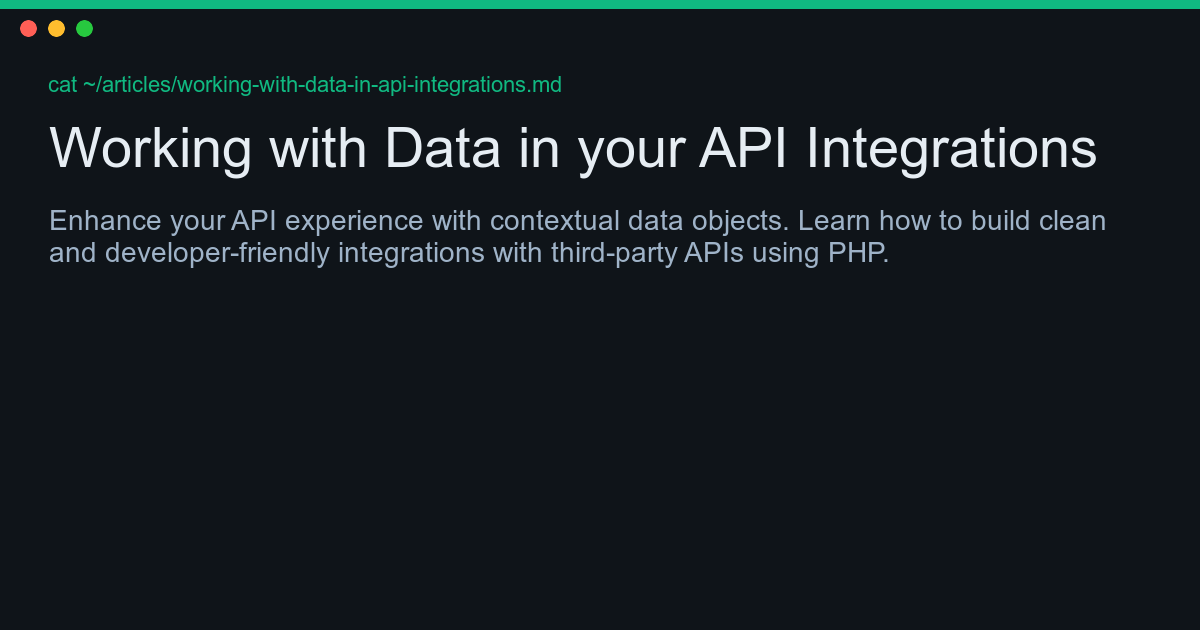 cat ~/articles/working-with-data-in-api-integrations.md
Working with Data in your API Integrations
Enhance your API experience with contextual data objects. Learn how to build clean
and developer-friendly integrations with third-party APIs using PHP.